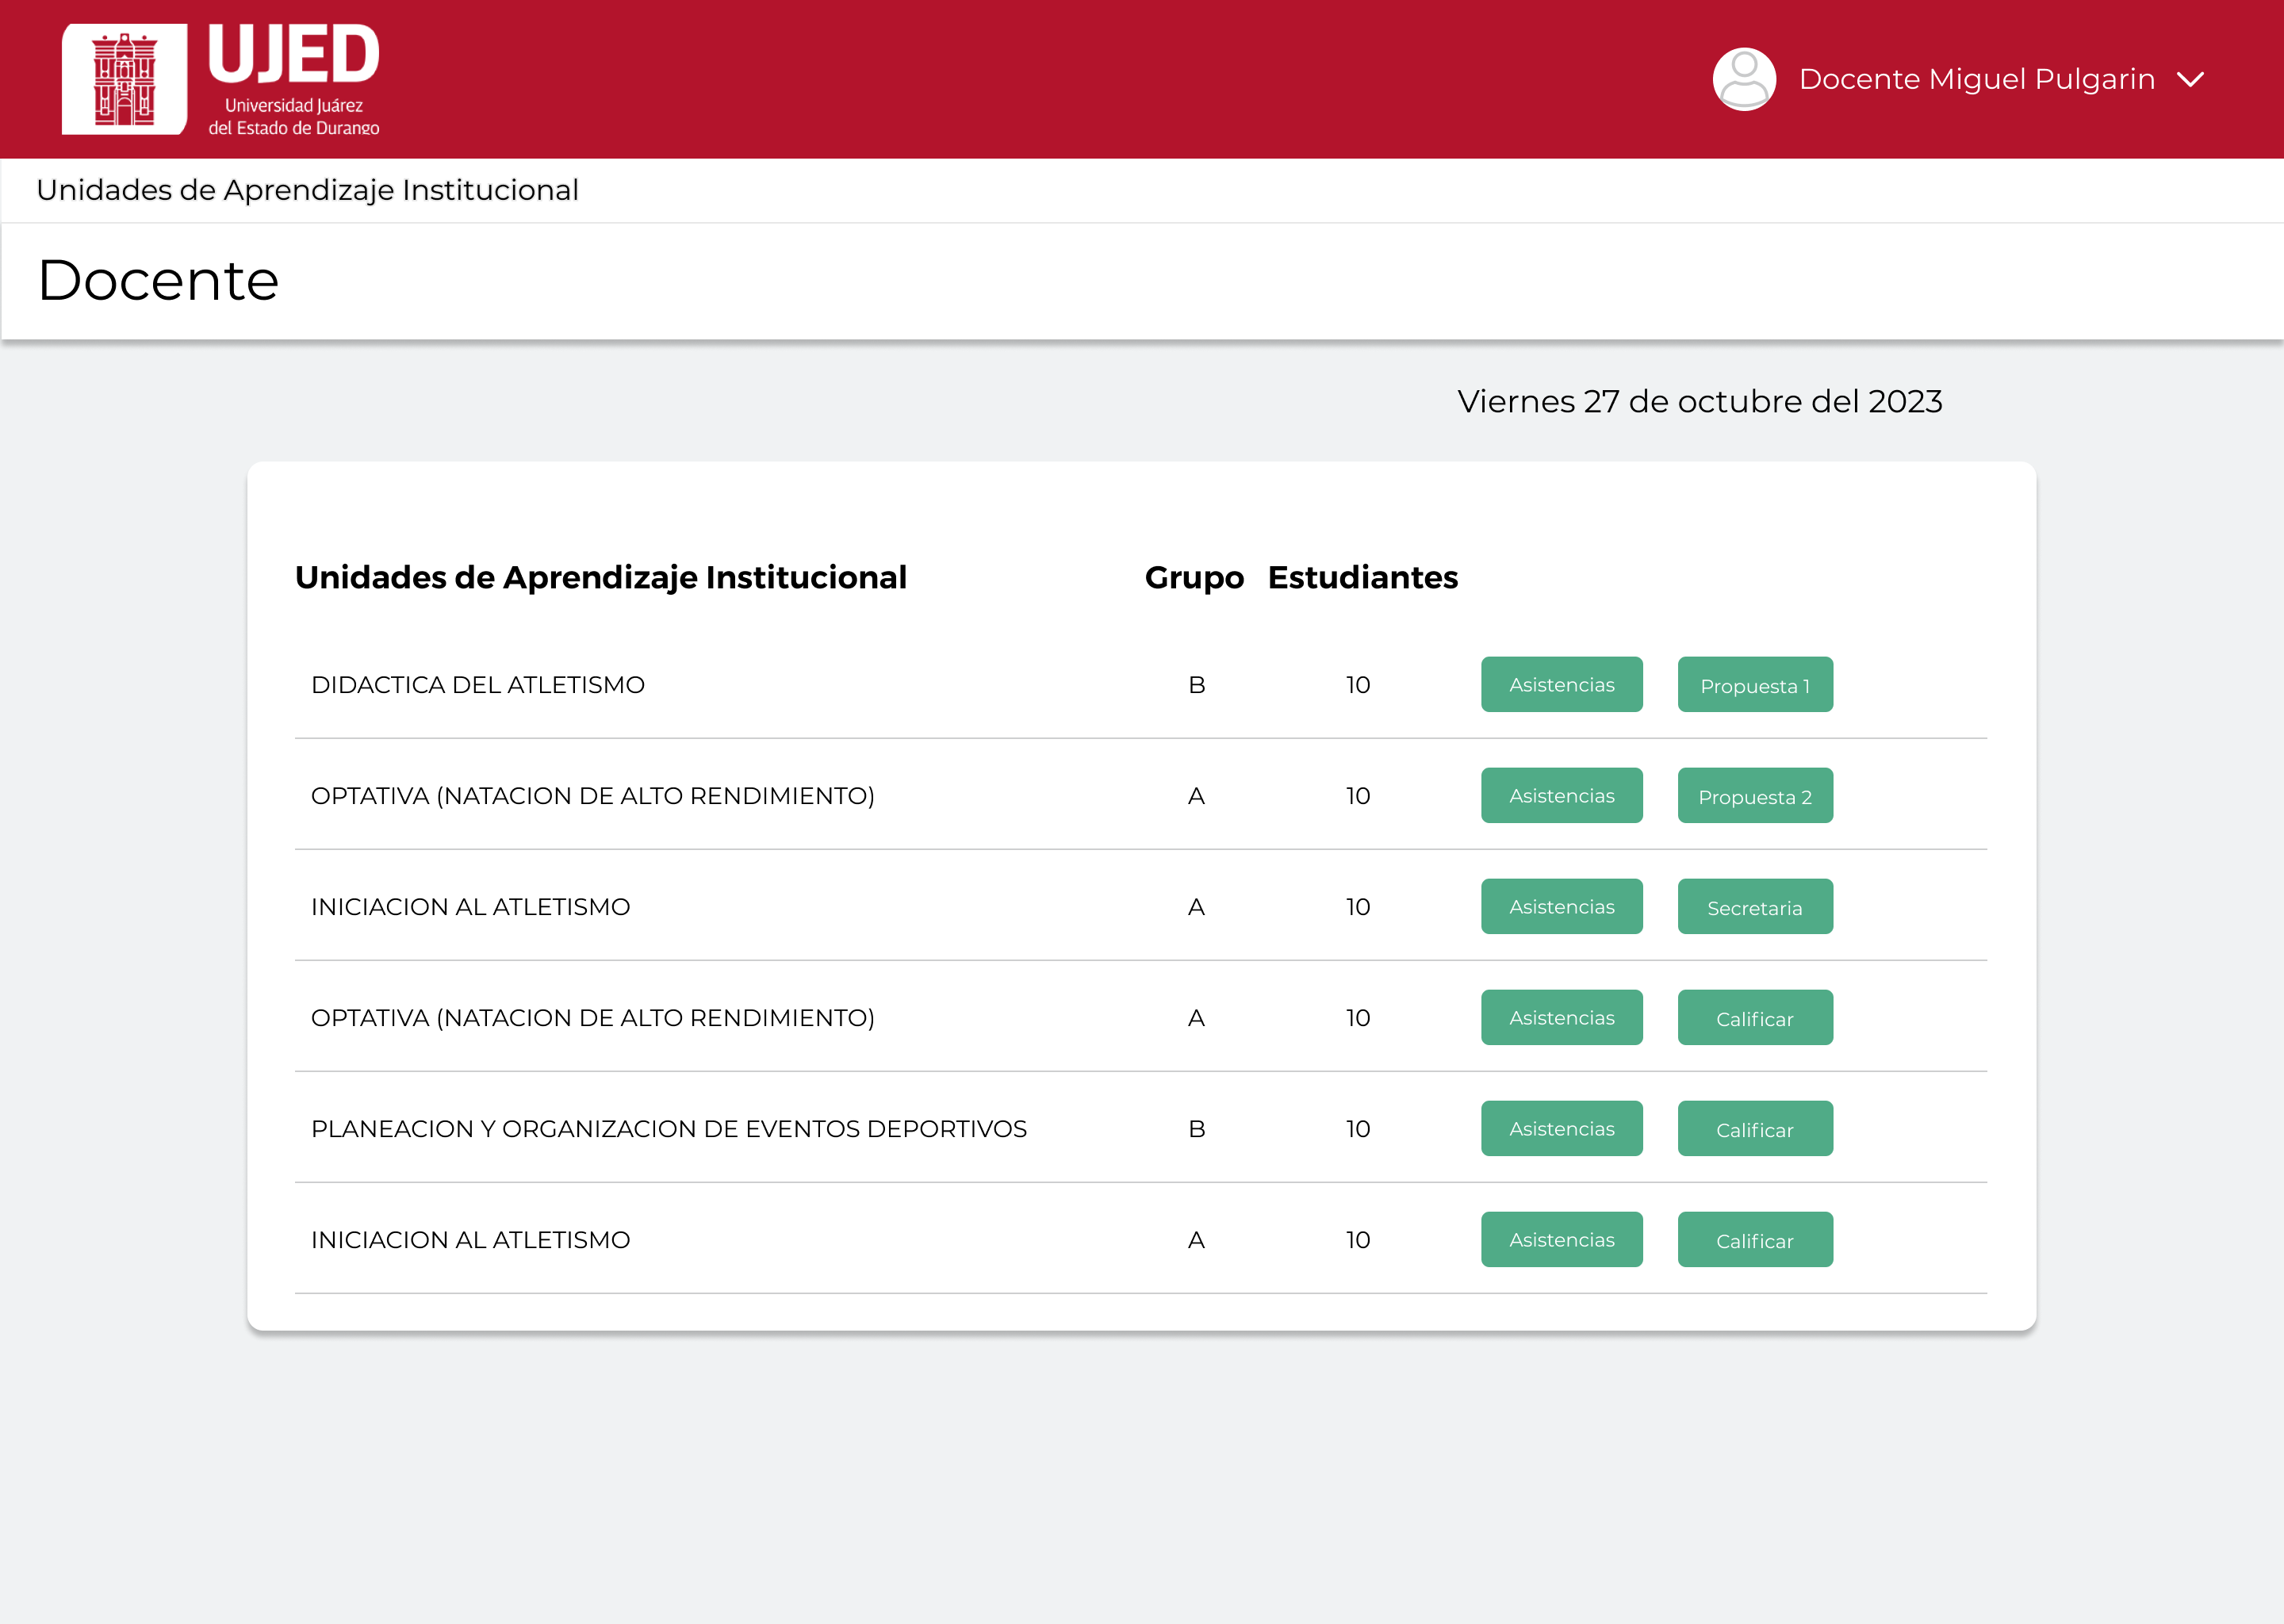 UJED
Universidad Juárez
del Estado de Durango
Docente Miguel Pulgarin
Unidades de Aprendizaje Institucional
Docente
Viernes 27 de octubre del 2023
Unidades de Aprendizaje Institucional Grupo Estudiantes
DIDACTICA DEL ATLETISMO B 10 Asistencias Propuesta 1
OPTATIVA (NATACION DE ALTO RENDIMIENTO) A 10 Asistencias Propuesta 2
INICIACION AL ATLETISMO A 10 Asistencias Secretaria
OPTATIVA (NATACION DE ALTO RENDIMIENTO) A 10 Asistencias Calificar
PLANEACION Y ORGANIZACION DE EVENTOS DEPORTIVOS B 10 Asistencias Calificar
INICIACION AL ATLETISMO A 10 Asistencias Calificar